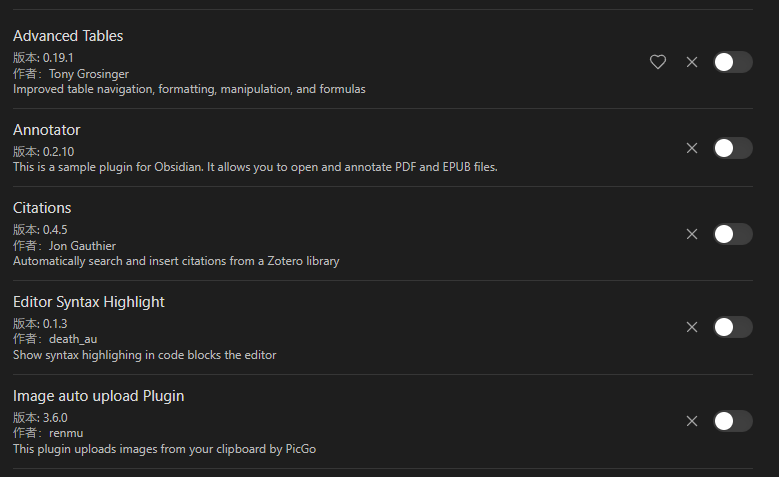 Advanced Tables
版本: 0.19.1
作者：Tony Grosinger
Improved table navigation, formatting, manipulation, and formulas
Annotator
版本: 0.2.10
This is a sample plugin for Obsidian. It allows you to open and annotate PDF and EPUB files.
Citations
版本: 0.4.5
作者：Jon Gauthier
Automatically search and insert citations from a Zotero library
Editor Syntax Highlight
版本: 0.1.3
作者：death_au
Show syntax highlighing in code blocks the editor
Image auto upload Plugin
版本: 3.6.0
作者：renmu
This plugin uploads images from your clipboard by PicGo